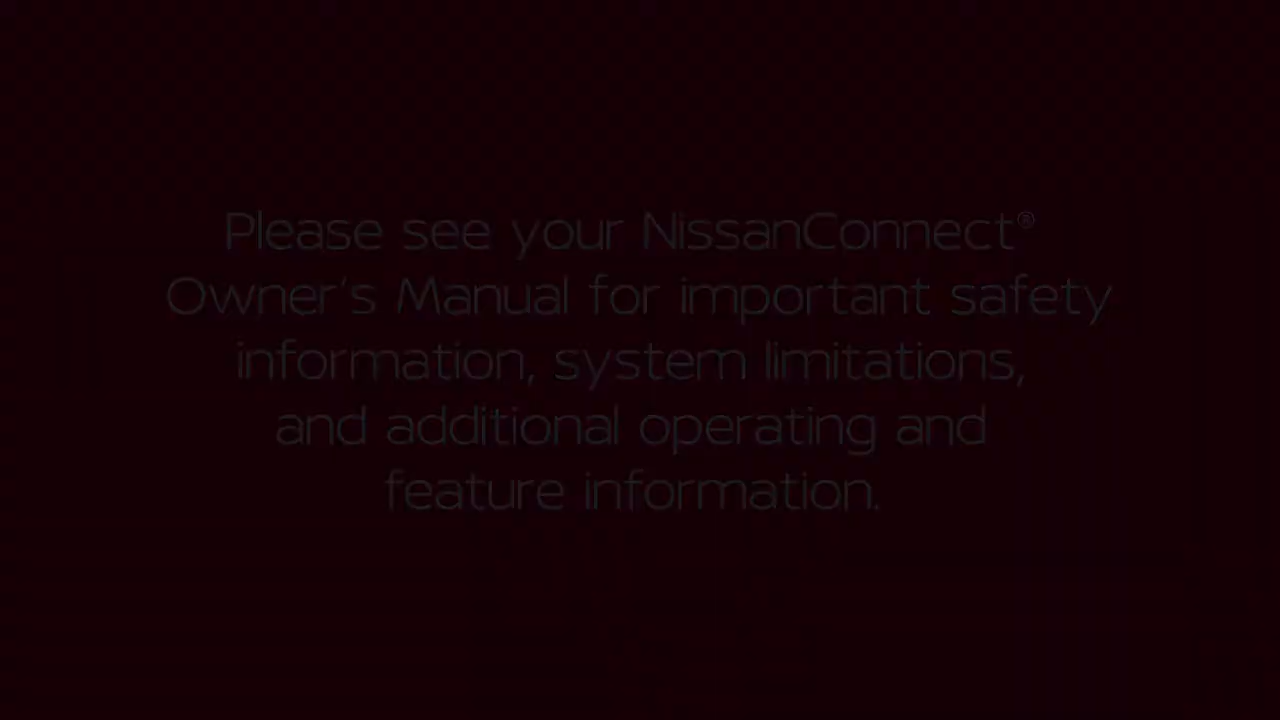 Please see your NissanConnect®
Owner's Manual for important safety
information, system limitations,
and additional operating and
feature information.